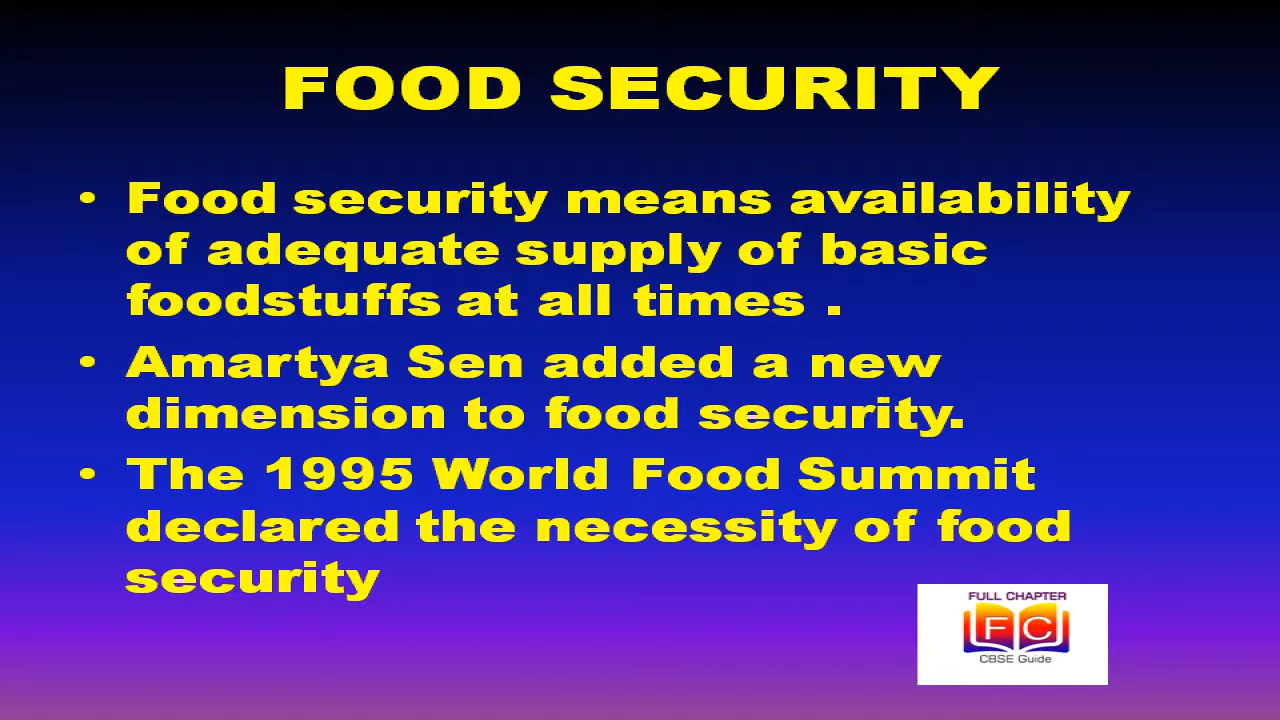 FOOD SECURITY
• Food security means availability
of adequate supply of basic
foodstuffs at all times .
• Amartya Sen added a new
dimension to food security.
• The 1995 World Food Summit
declared the necessity of food
security
FULL CHAPTER
FC
CBSE Guide